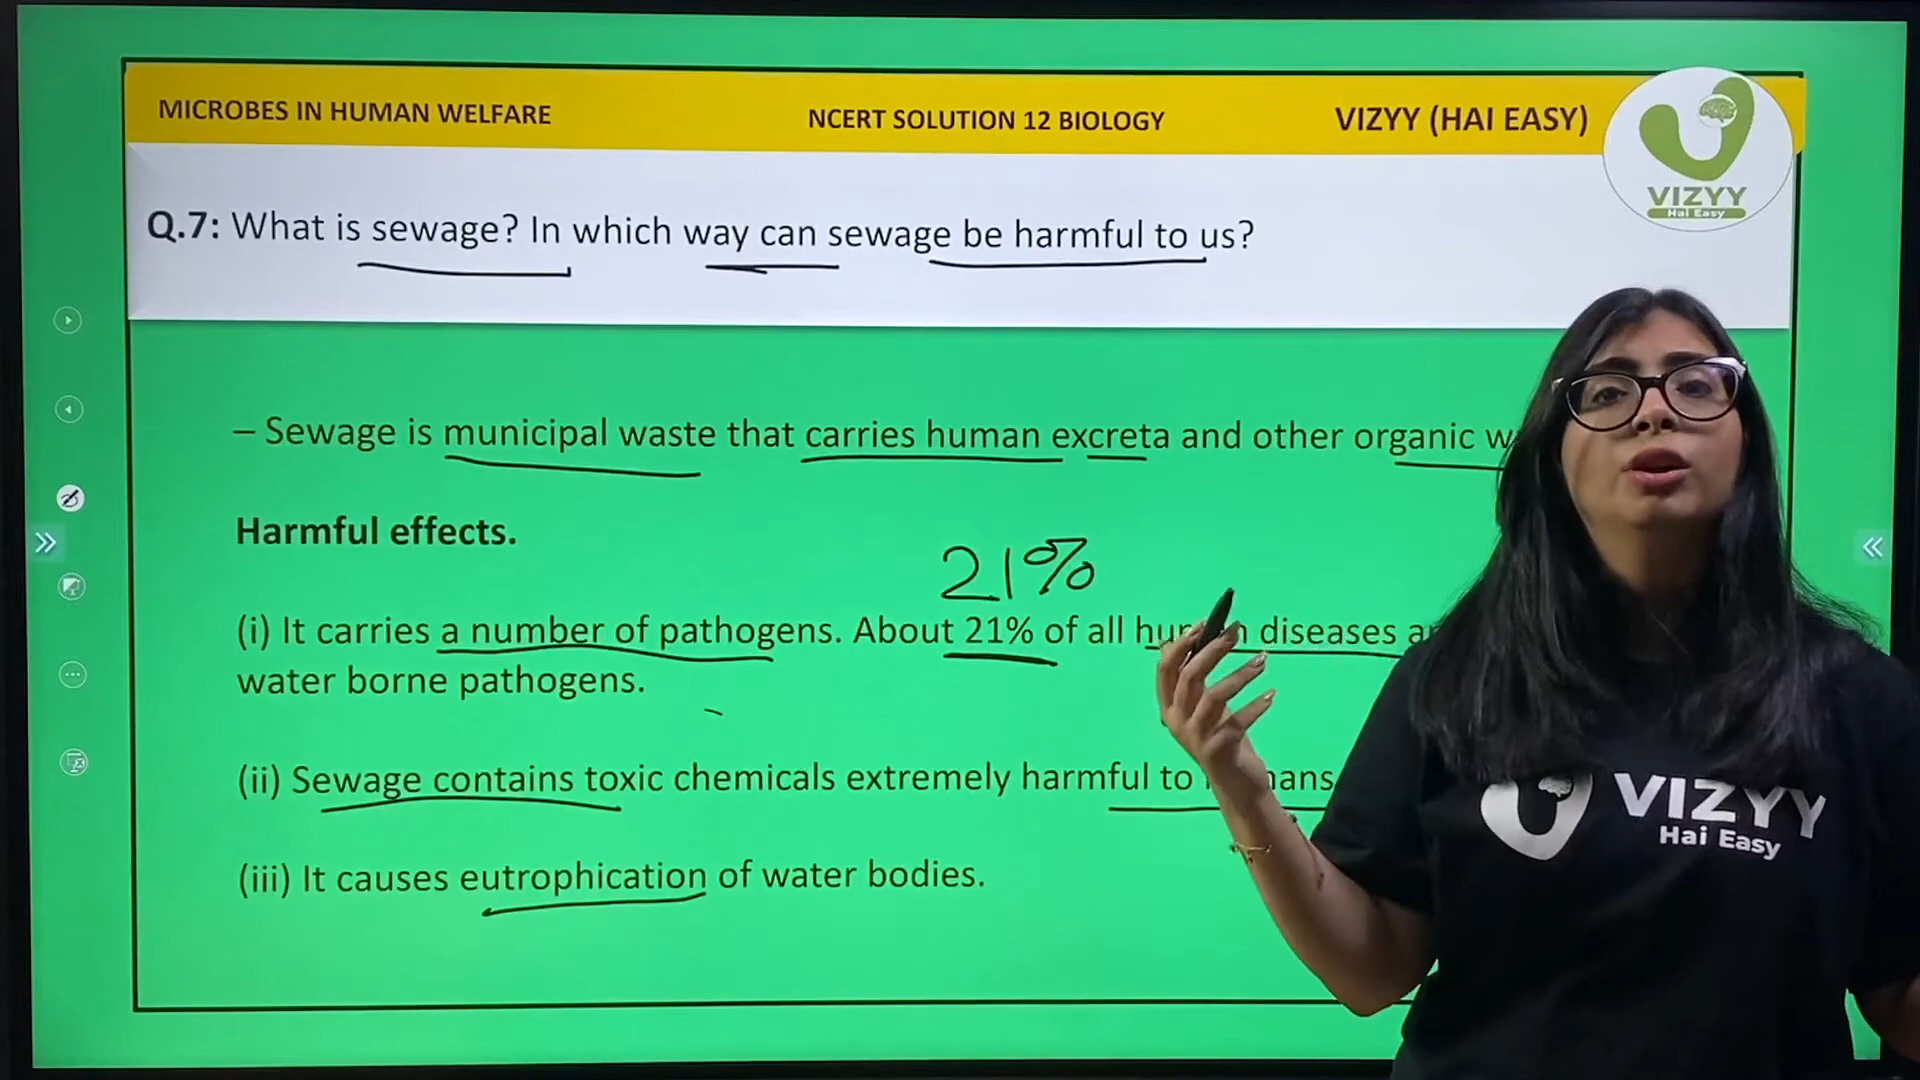 MICROBES IN HUMAN WELFARE
NCERT SOLUTION 12 BIOLOGY
VIZYY (HAI EASY)
VIZYY
Hai Easy
Q.7: What is sewage? In which way can sewage be harmful to us?
– Sewage is municipal waste that carries human excreta and other organic
Harmful effects.
21%
(i) It carries a number of pathogens. About 21% of all diseases
water borne pathogens.
(ii) Sewage contains toxic chemicals extremely harmful to
(iii) It causes eutrophication of water bodies.
VIZYY
Hai Easy